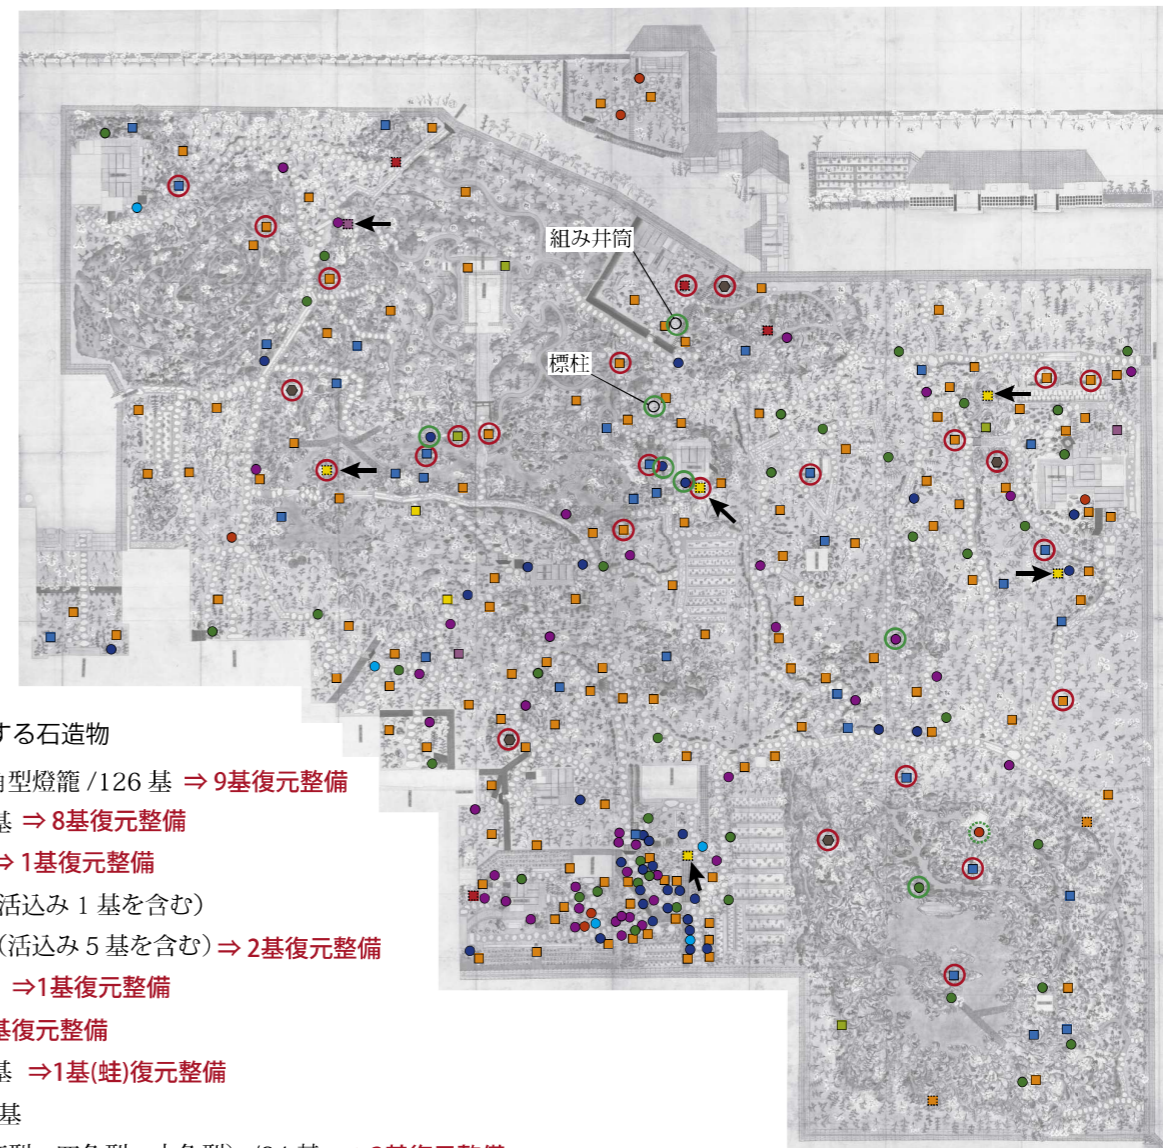 組み井筒
標柱
する石造物
型燈籠 /126 基 ⇒ 9基復元整備
基 ⇒ 8基復元整備
⇒ 1基復元整備
活込み 1 基を含む）
（活込み 5 基を含む）⇒ 2基復元整備
⇒1基復元整備
基復元整備
基 ⇒1基(蛙)復元整備
基